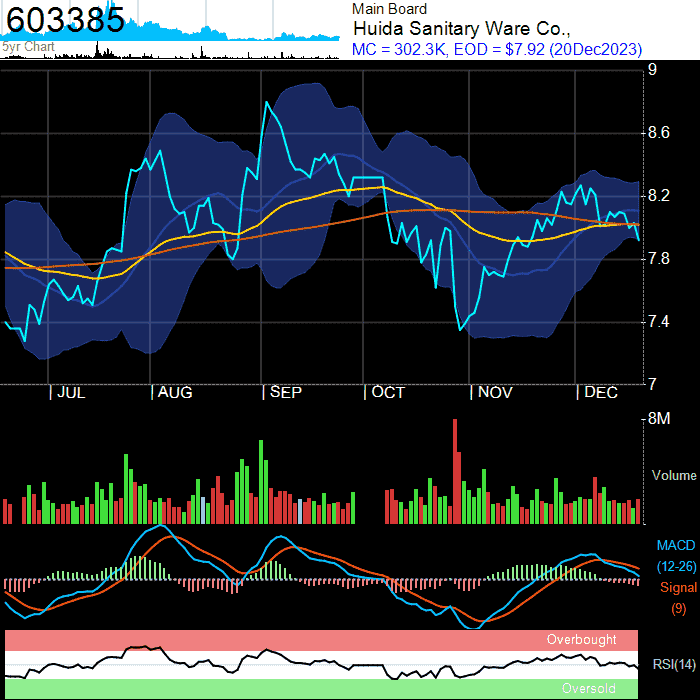 603385
5yr Chart
Main Board
Huida Sanitary Ware Co.,
MC = 302.3K, EOD = $7.92 (20Dec2023)
9
8.6
8.2
7.8
7.4
7
JUL AUG SEP OCT NOV DEC
8M
Volume
MACD
(12-26)
Signal
(9)
Overbought
RSI(14)
Oversold